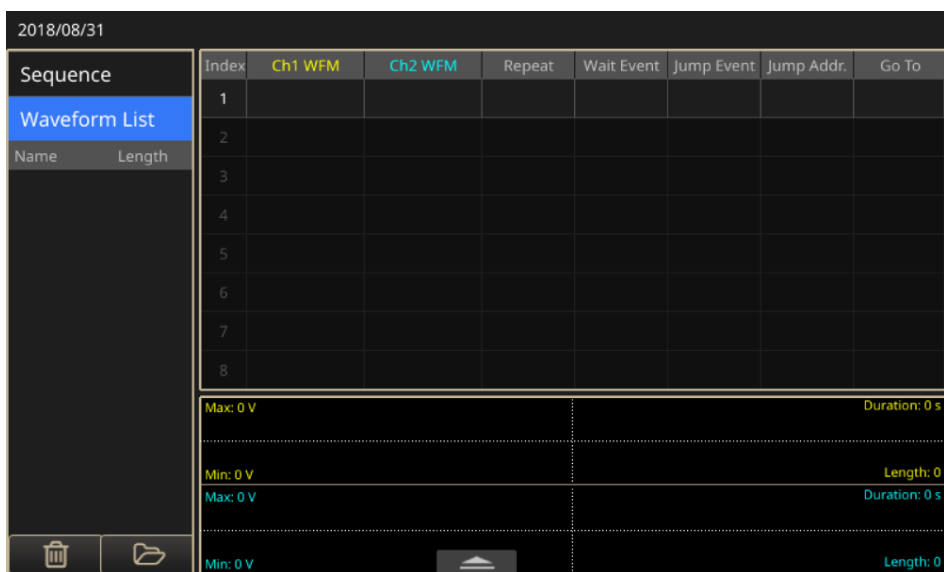 2018/08/31
Sequence
Waveform List
Name Length
Index Ch1 WFM Ch2 WFM Repeat Wait Event Jump Event Jump Addr. Go To
1
2
3
4
5
6
7
8
Max: 0 V Duration: 0 s
Min: 0 V Length: 0
Max: 0 V Duration: 0 s
Min: 0 V Length: 0